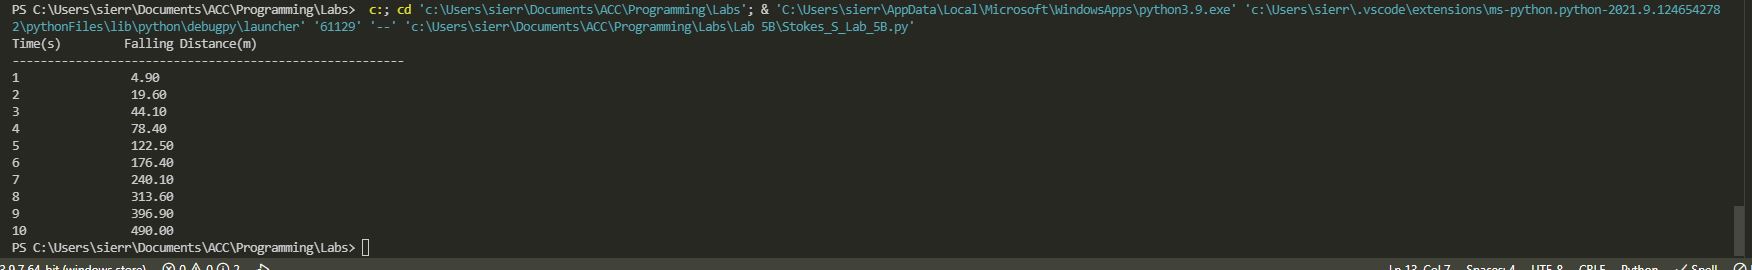 PS C:\Users\sierr\Documents\ACC\Programming\Labs>  c:; cd 'c:\Users\sierr\Documents\ACC\Programming\Labs'; & 'C:\Users\sierr\AppData\Local\Microsoft\WindowsApps\python3.9.exe' 'c:\Users\sierr\.vscode\extensions\ms-python.python-2021.9.124654278
2\pythonFiles\lib\python\debugpy\launcher' '61129' '--' 'c:\Users\sierr\Documents\ACC\Programming\Labs\Lab 5B\Stokes_S_Lab_5B.py'
Time(s)         Falling Distance(m)
--------------------------------------------------------
1                4.90
2                19.60
3                44.10
4                78.40
5                122.50
6                176.40
7                240.10
8                313.60
9                396.90
10               490.00
PS C:\Users\sierr\Documents\ACC\Programming\Labs>
3.9.7 64-bit (windows store) 0 0 2 Ln 13, Col 7 Spaces: 4 UTF-8 CRLF Python Spell